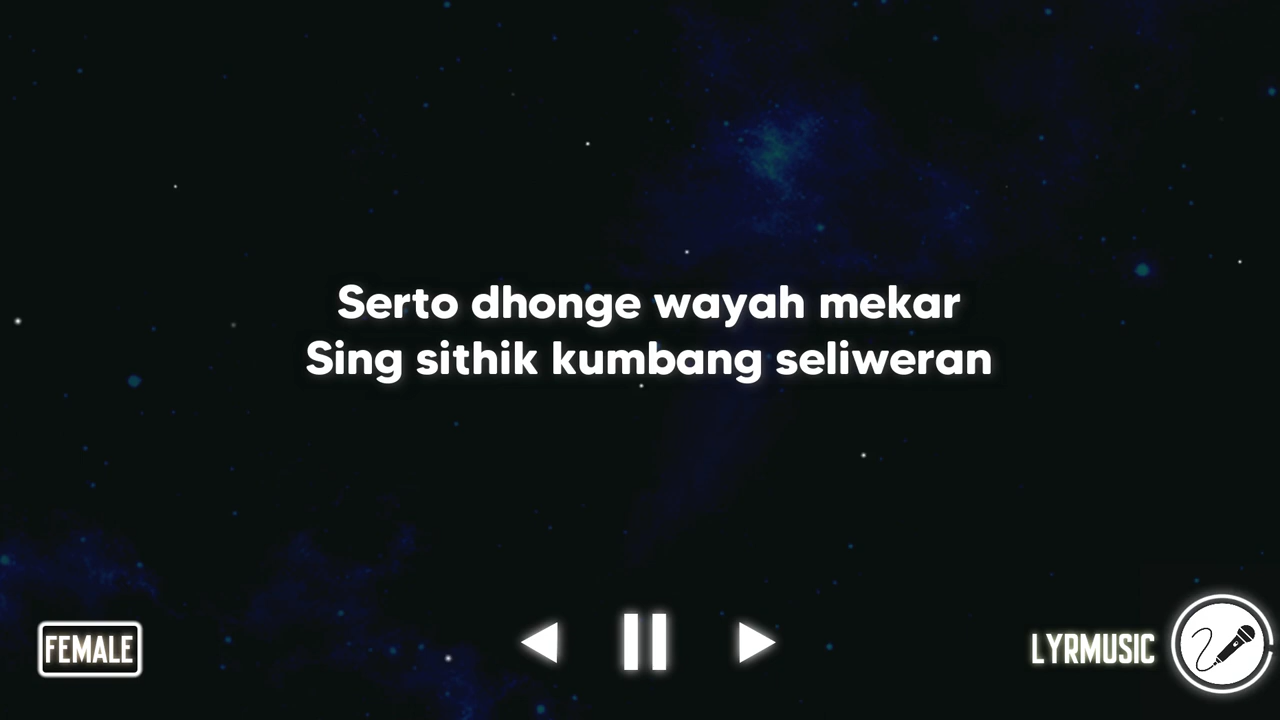 Serto dhonge wayah mekar
Sing sithik kumbang seliweran
FEMALE
LYRMUSIC